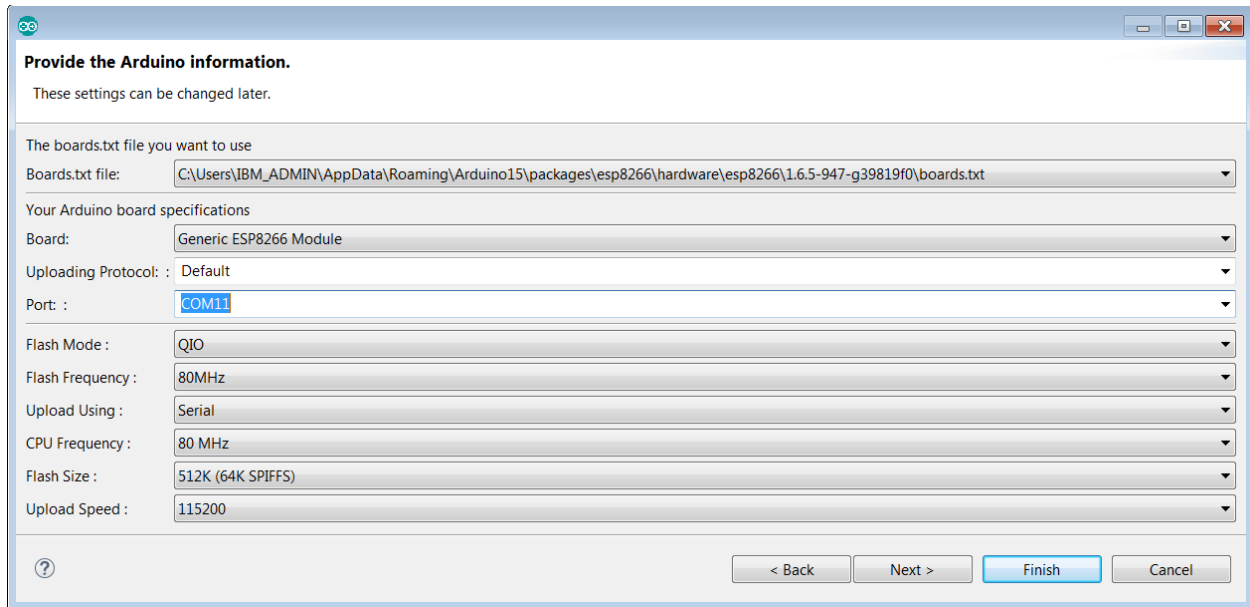 Provide the Arduino information.
These settings can be changed later.
The boards.txt file you want to use
Boards.txt file: C:\Users\IBM_ADMIN\AppData\Roaming\Arduino15\packages\esp8266\hardware\esp8266\1.6.5-947-g39819f0\boards.txt
Your Arduino board specifications
Board: Generic ESP8266 Module
Uploading Protocol: : Default
Port: : COM11
Flash Mode : QIO
Flash Frequency : 80MHz
Upload Using : Serial
CPU Frequency : 80 MHz
Flash Size : 512K (64K SPIFFS)
Upload Speed : 115200
? < Back Next > Finish Cancel